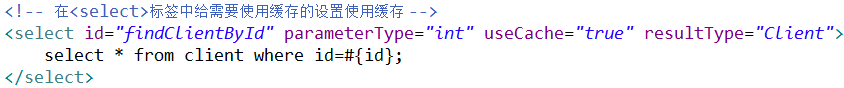 <!-- 在<select>标签中给需要使用缓存的设置使用缓存 -->
<select id="findClientById" parameterType="int" useCache="true" resultType="Client">
    select * from client where id=#{id};
</select>